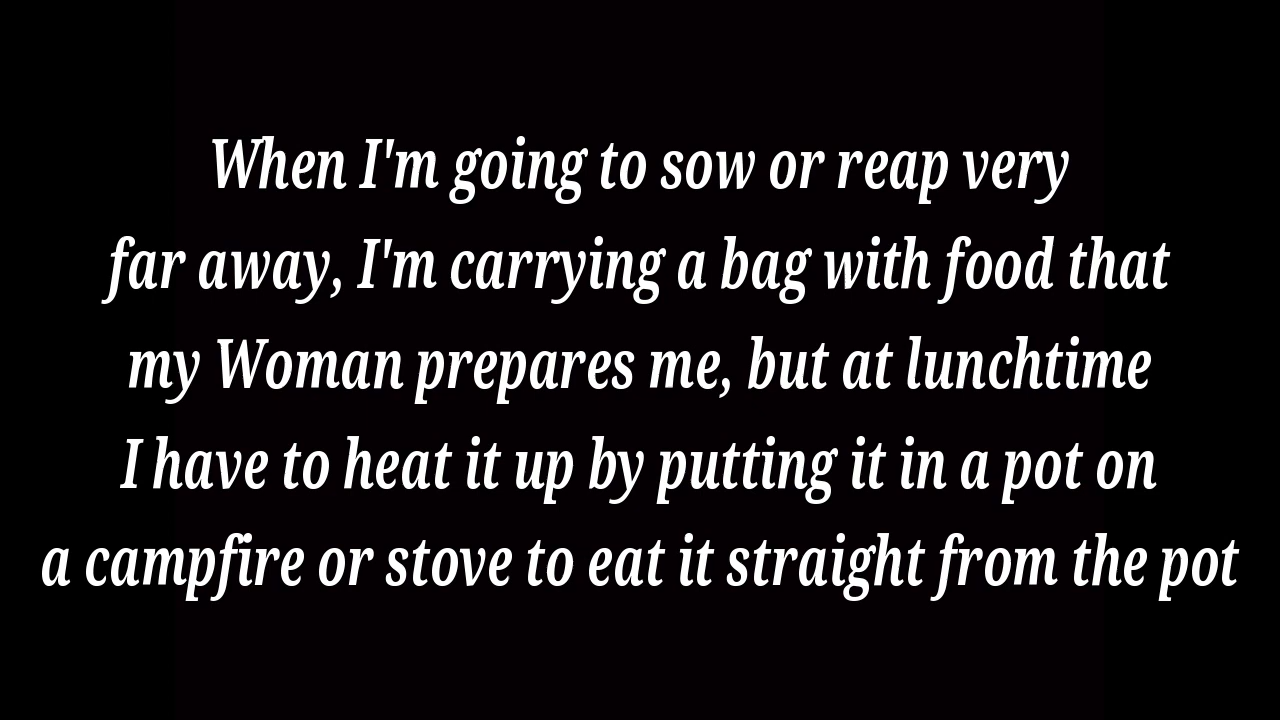 When I'm going to sow or reap very
far away, I'm carrying a bag with food that
my Woman prepares me, but at lunchtime
I have to heat it up by putting it in a pot on
a campfire or stove to eat it straight from the pot